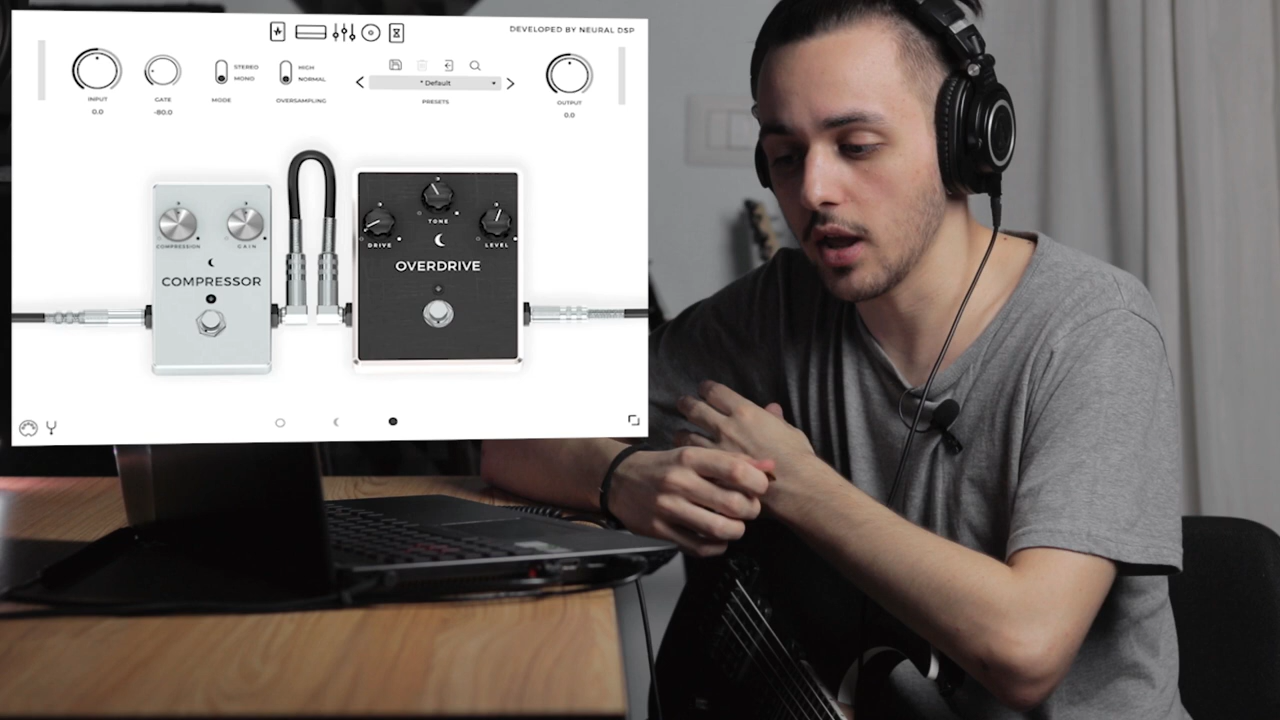 DEVELOPED BY NEURAL DSP
STEREO
MONO
HIGH
NORMAL
* Default
INPUT
GATE
MODE
OVERSAMPLING
PRESETS
OUTPUT
0.0
-80.0
0.0
COMPRESSION
GAIN
COMPRESSOR
TONE
DRIVE
LEVEL
OVERDRIVE